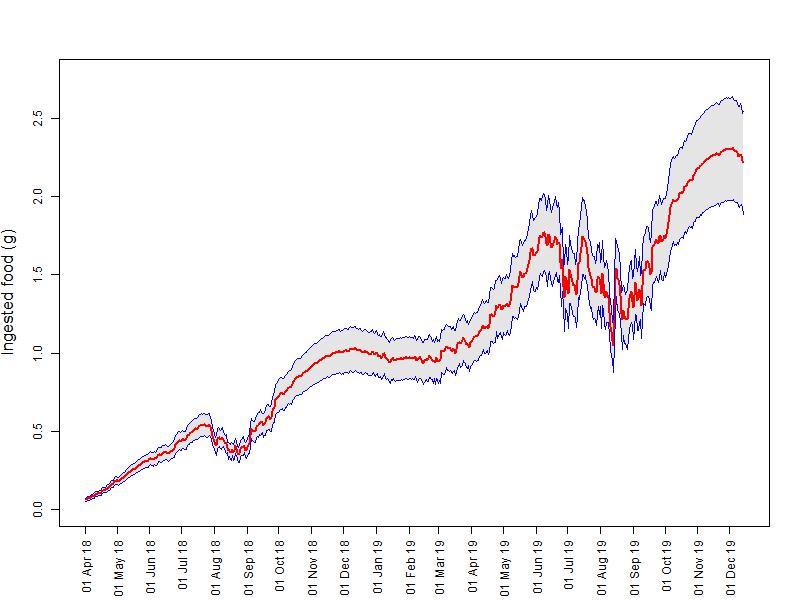 Ingested food (g)
2.5
2.0
1.5
1.0
0.5
0.0
01 Apr 18
01 May 18
01 Jun 18
01 Jul 18
01 Aug 18
01 Sep 18
01 Oct 18
01 Nov 18
01 Dec 18
01 Jan 19
01 Feb 19
01 Mar 19
01 Apr 19
01 May 19
01 Jun 19
01 Jul 19
01 Aug 19
01 Sep 19
01 Oct 19
01 Nov 19
01 Dec 19